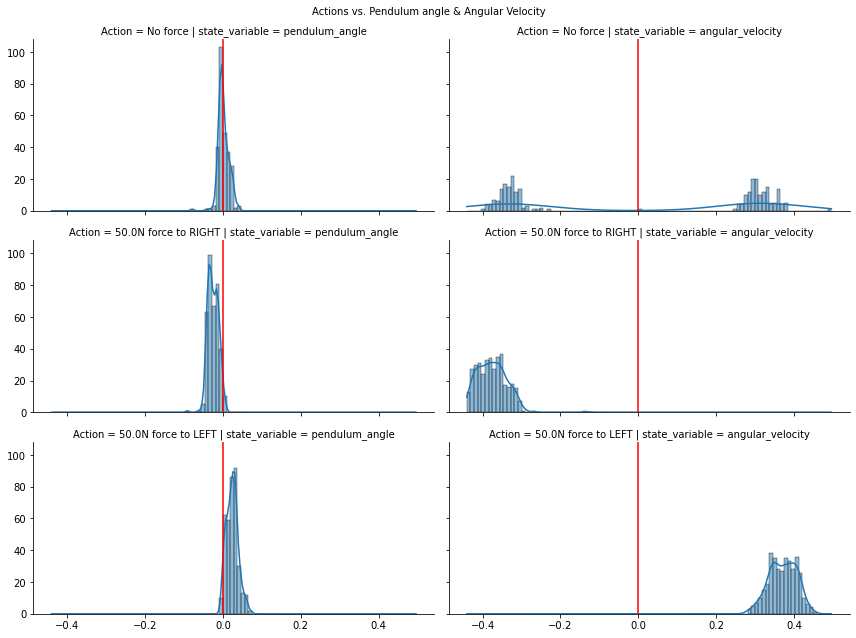 Actions vs. Pendulum angle & Angular Velocity
Action = No force | state_variable = pendulum_angle
Action = No force | state_variable = angular_velocity
100
80
60
40
20
0
Action = 50.0N force to RIGHT | state_variable = pendulum_angle
Action = 50.0N force to RIGHT | state_variable = angular_velocity
100
80
60
40
20
0
Action = 50.0N force to LEFT | state_variable = pendulum_angle
Action = 50.0N force to LEFT | state_variable = angular_velocity
100
80
60
40
20
0
−0.4 −0.2 0.0 0.2 0.4
−0.4 −0.2 0.0 0.2 0.4